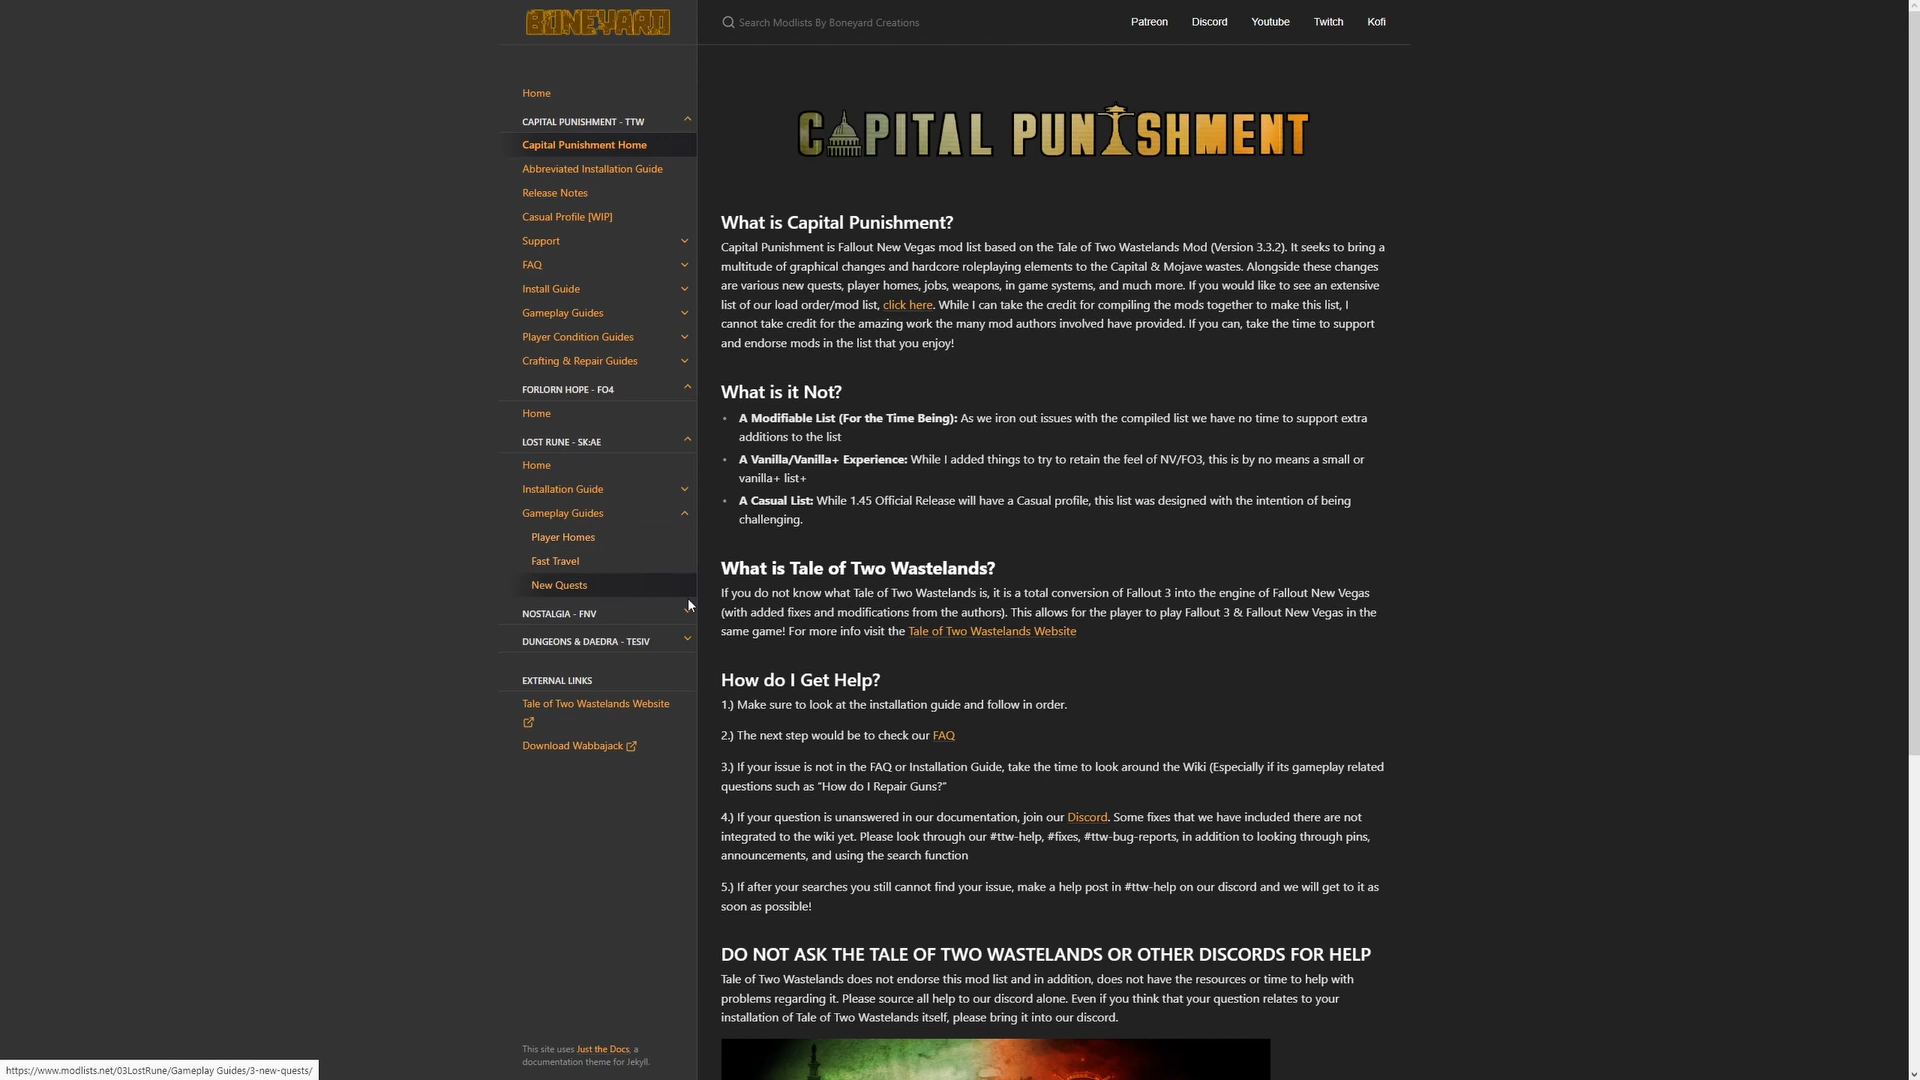 BONEYARD
Search Modlists By Boneyard Creations
Patreon
Discord
Youtube
Twitch
Kofi
Home
CAPITAL PUNISHMENT - TTW
Capital Punishment Home
Abbreviated Installation Guide
Release Notes
Casual Profile [WIP]
Support
FAQ
Install Guide
Gameplay Guides
Player Condition Guides
Crafting & Repair Guides
FORLORN HOPE - FO4
Home
LOST RUNE - SK:AE
Home
Installation Guide
Gameplay Guides
Player Homes
Fast Travel
New Quests
NOSTALGIA - FNV
DUNGEONS & DAEDRA - TESIV
EXTERNAL LINKS
Tale of Two Wastelands Website
Download Wabbajack
This site uses Just the Docs, a
documentation theme for Jekyll.
CAPITAL PUNISHMENT
What is Capital Punishment?
Capital Punishment is Fallout New Vegas mod list based on the Tale of Two Wastelands Mod (Version 3.3.2). It seeks to bring a
multitude of graphical changes and hardcore roleplaying elements to the Capital & Mojave wastes. Alongside these changes
are various new quests, player homes, jobs, weapons, in game systems, and much more. If you would like to see an extensive
list of our load order/mod list, click here. While I can take the credit for compiling the mods together to make this list, I
cannot take credit for the amazing work the many mod authors involved have provided. If you can, take the time to support
and endorse mods in the list that you enjoy!
What is it Not?
• A Modifiable List (For the Time Being): As we iron out issues with the compiled list we have no time to support extra
additions to the list
• A Vanilla/Vanilla+ Experience: While I added things to try to retain the feel of NV/FO3, this is by no means a small or
vanilla+ list+
• A Casual List: While 1.45 Official Release will have a Casual profile, this list was designed with the intention of being
challenging.
What is Tale of Two Wastelands?
If you do not know what Tale of Two Wastelands is, it is a total conversion of Fallout 3 into the engine of Fallout New Vegas
(with added fixes and modifications from the authors). This allows for the player to play Fallout 3 & Fallout New Vegas in the
same game! For more info visit the Tale of Two Wastelands Website
How do I Get Help?
1.) Make sure to look at the installation guide and follow in order.
2.) The next step would be to check our FAQ
3.) If your issue is not in the FAQ or Installation Guide, take the time to look around the Wiki (Especially if its gameplay related
questions such as "How do I Repair Guns?"
4.) If your question is unanswered in our documentation, join our Discord. Some fixes that we have included there are not
integrated to the wiki yet. Please look through our #ttw-help, #fixes, #ttw-bug-reports, in addition to looking through pins,
announcements, and using the search function
5.) If after your searches you still cannot find your issue, make a help post in #ttw-help on our discord and we will get to it as
soon as possible!
DO NOT ASK THE TALE OF TWO WASTELANDS OR OTHER DISCORDS FOR HELP
Tale of Two Wastelands does not endorse this mod list and in addition, does not have the resources or time to help with
problems regarding it. Please source all help to our discord alone. Even if you think that your question relates to your
installation of Tale of Two Wastelands itself, please bring it into our discord.
https://www.modlists.net/03LostRune/Gameplay Guides/3-new-quests/